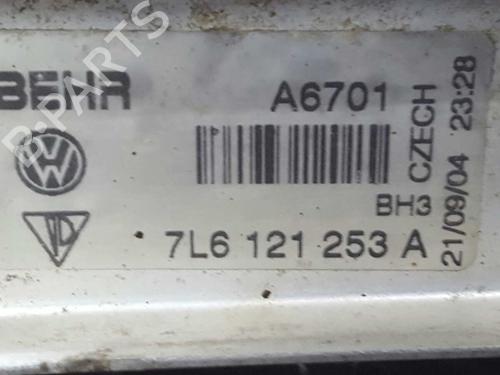 BEHR
A6701
BH3
7L6 121 253 A
CZECH
21/09/04 23:28
B-PARTS